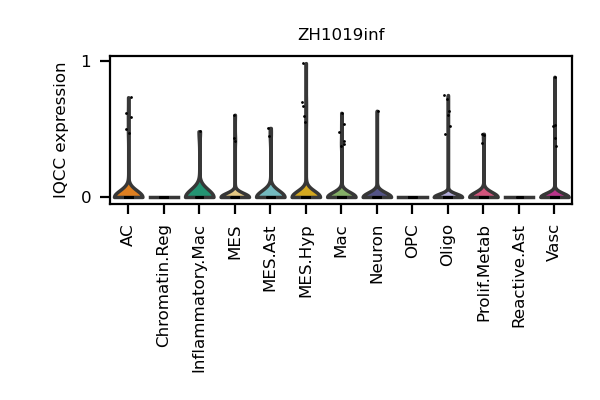 ZH1019inf
IQCC expression
1
0
AC
Chromatin.Reg
Inflammatory.Mac
MES
MES.Ast
MES.Hyp
Mac
Neuron
OPC
Oligo
Prolif.Metab
Reactive.Ast
Vasc